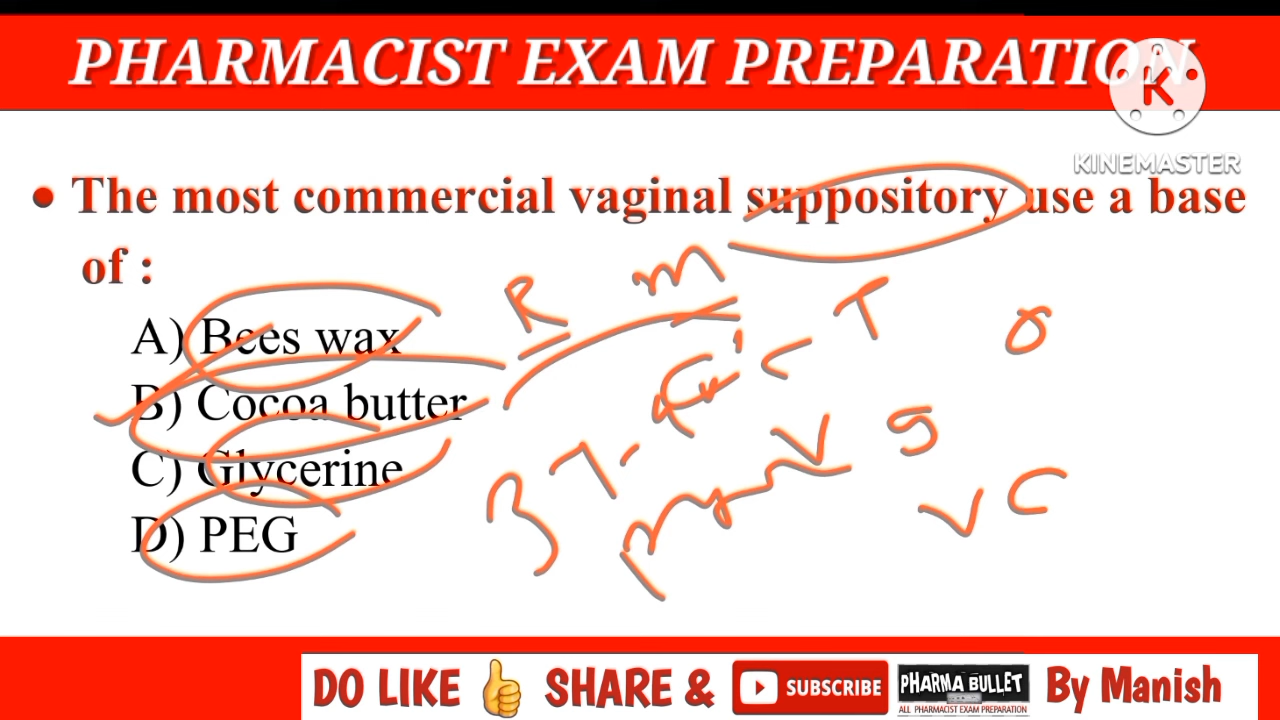 PHARMACIST EXAM PREPARATION
K
KINEMASTER
• The most commercial vaginal suppository use a base
of :
A) Bees wax
B) Cocoa butter
C) Glycerine
D) PEG
R M
T
O
V S
V C
DO LIKE 👍 SHARE & SUBSCRIBE PHARMA BULLET By Manish
ALL PHARMACIST EXAM PREPARATION